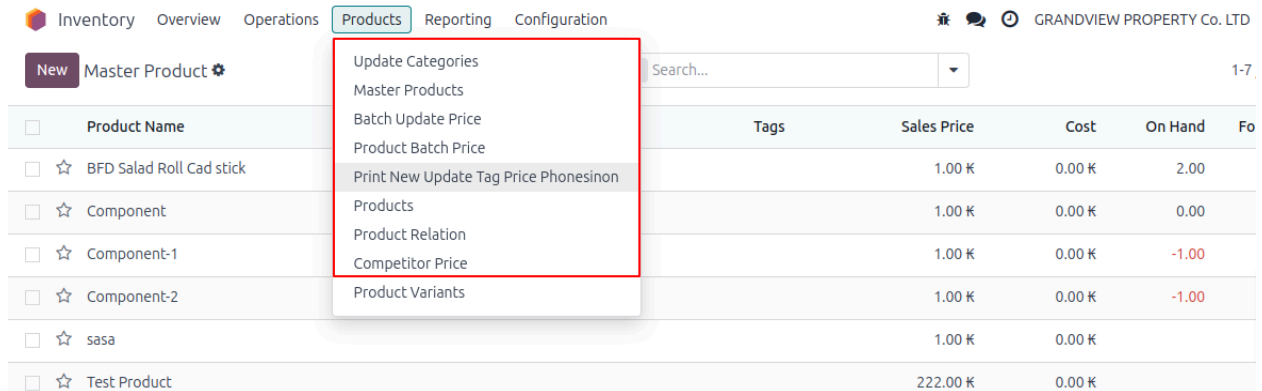 Inventory Overview Operations Products Reporting Configuration GRANDVIEW PROPERTY Co. LTD
New Master Product Search... 1-7
Update Categories
Master Products
Batch Update Price
Product Batch Price
Print New Update Tag Price Phonesinon
Products
Product Relation
Competitor Price
Product Variants
Product Name Tags Sales Price Cost On Hand Fo
BFD Salad Roll Cad stick 1.00 ₭ 0.00 ₭ 2.00
Component 1.00 ₭ 0.00 ₭ 0.00
Component-1 1.00 ₭ 0.00 ₭ -1.00
Component-2 1.00 ₭ 0.00 ₭ -1.00
sasa 1.00 ₭ 0.00 ₭
Test Product 222.00 ₭ 0.00 ₭